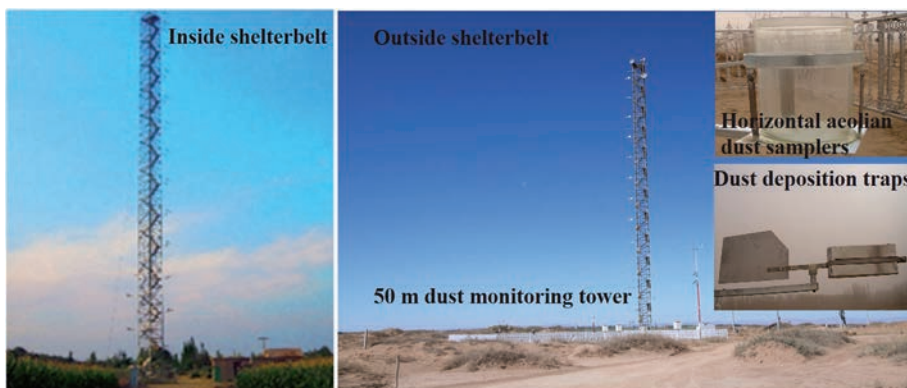 Inside shelterbelt
Outside shelterbelt
50 m dust monitoring tower
Horizontal aeolian
dust samplers
Dust deposition traps